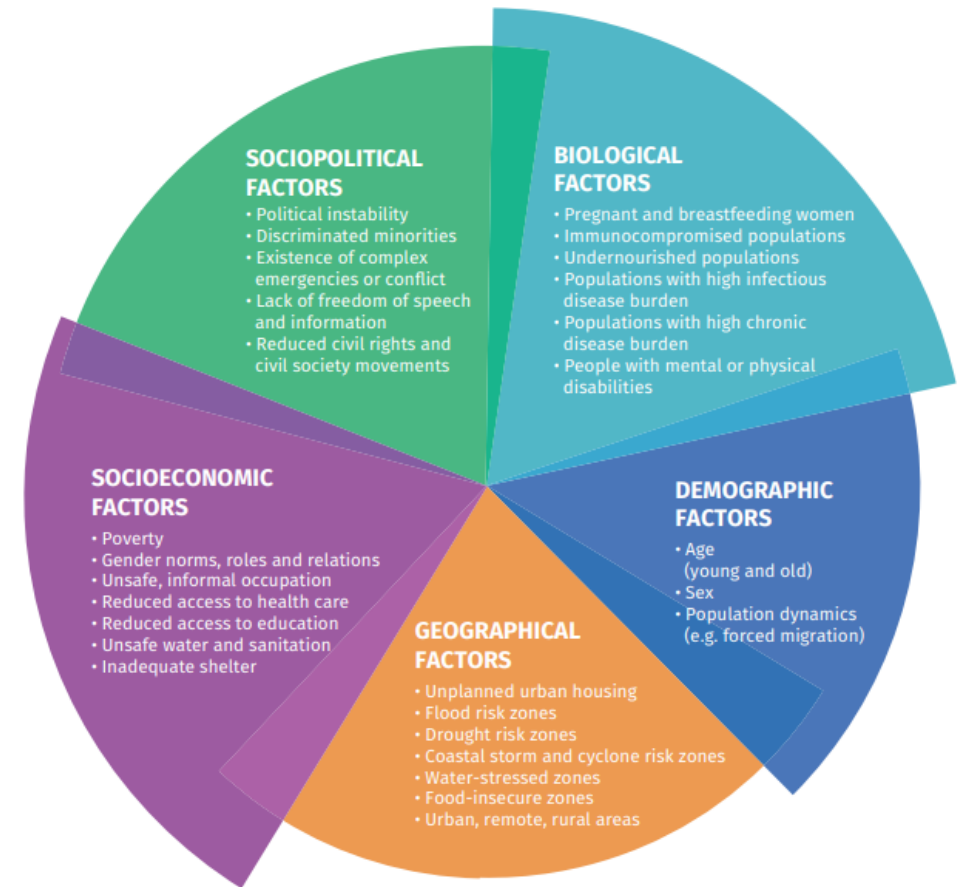 SOCIOPOLITICAL
FACTORS
• Political instability
• Discriminated minorities
• Existence of complex
emergencies or conflict
• Lack of freedom of speech
and information
• Reduced civil rights and
civil society movements
BIOLOGICAL
FACTORS
• Pregnant and breastfeeding women
• Immunocompromised populations
• Undernourished populations
• Populations with high infectious
disease burden
• Populations with high chronic
disease burden
• People with mental or physical
disabilities
SOCIOECONOMIC
FACTORS
• Poverty
• Gender norms, roles and relations
• Unsafe, informal occupation
• Reduced access to health care
• Reduced access to education
• Unsafe water and sanitation
• Inadequate shelter
DEMOGRAPHIC
FACTORS
• Age
(young and old)
• Sex
• Population dynamics
(e.g. forced migration)
GEOGRAPHICAL
FACTORS
• Unplanned urban housing
• Flood risk zones
• Drought risk zones
• Coastal storm and cyclone risk zones
• Water-stressed zones
• Food-insecure zones
• Urban, remote, rural areas